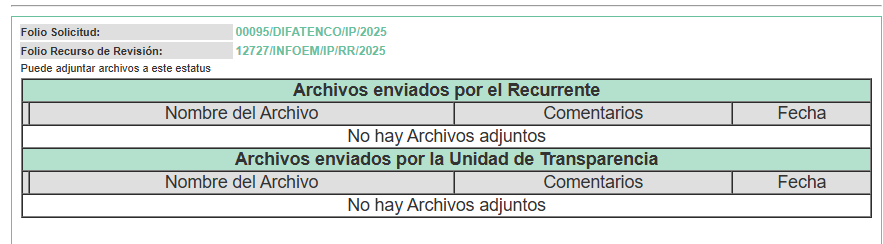 Folio Solicitud: 00095/DIFATENCO/IP/2025
Folio Recurso de Revisión: 12727/INFOEM/IP/RR/2025
Puede adjuntar archivos a este estatus
Archivos enviados por el Recurrente
Nombre del Archivo Comentarios Fecha
No hay Archivos adjuntos
Archivos enviados por la Unidad de Transparencia
Nombre del Archivo Comentarios Fecha
No hay Archivos adjuntos